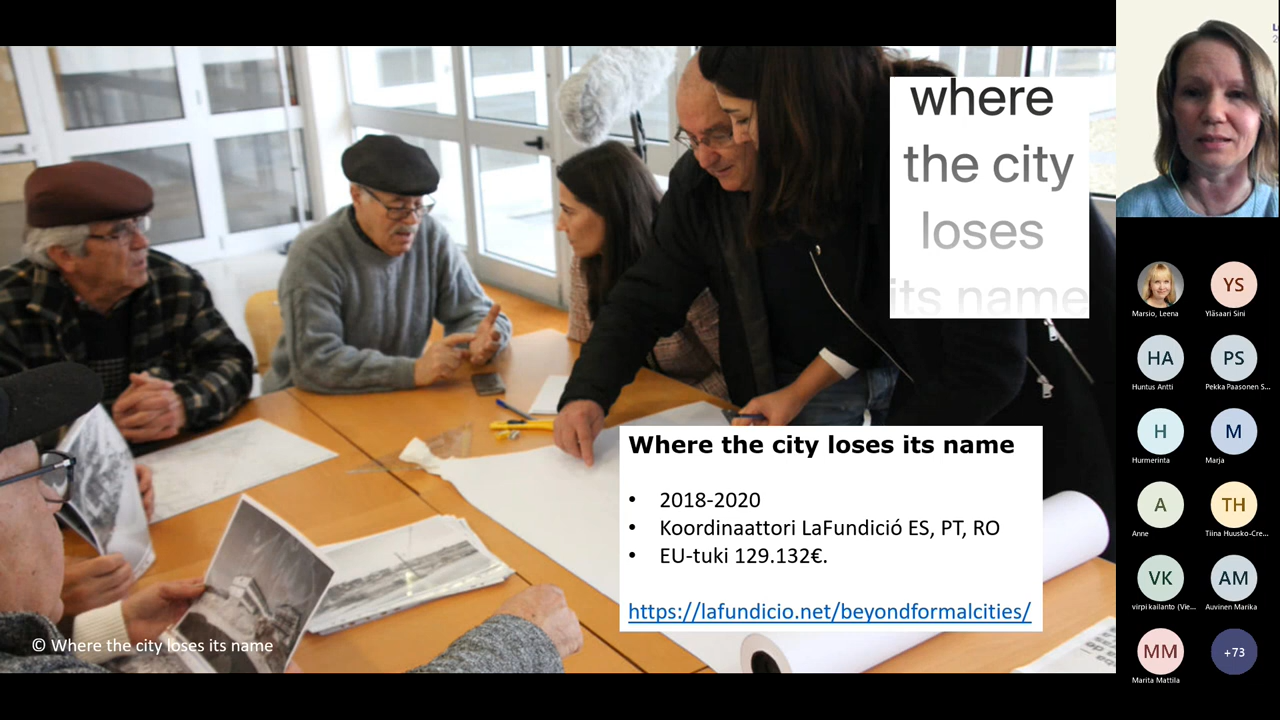 where
the city
loses
its name
Where the city loses its name
• 2018-2020
• Koordinaattori LaFundició ES, PT, RO
• EU-tuki 129.132€.
https://lafundicio.net/beyondformalcities/
© Where the city loses its name
Marsio, Leena
YS
Yläsaari Sini
HA
Huntus Antti
PS
Pekka Paasonen S...
H
Hurmerinta
M
Marja
A
Anne
TH
Tiina Huusko-Cre...
VK
virpi kailanto (Vie...
AM
Auvinen Marika
MM
Marita Mattila
+73